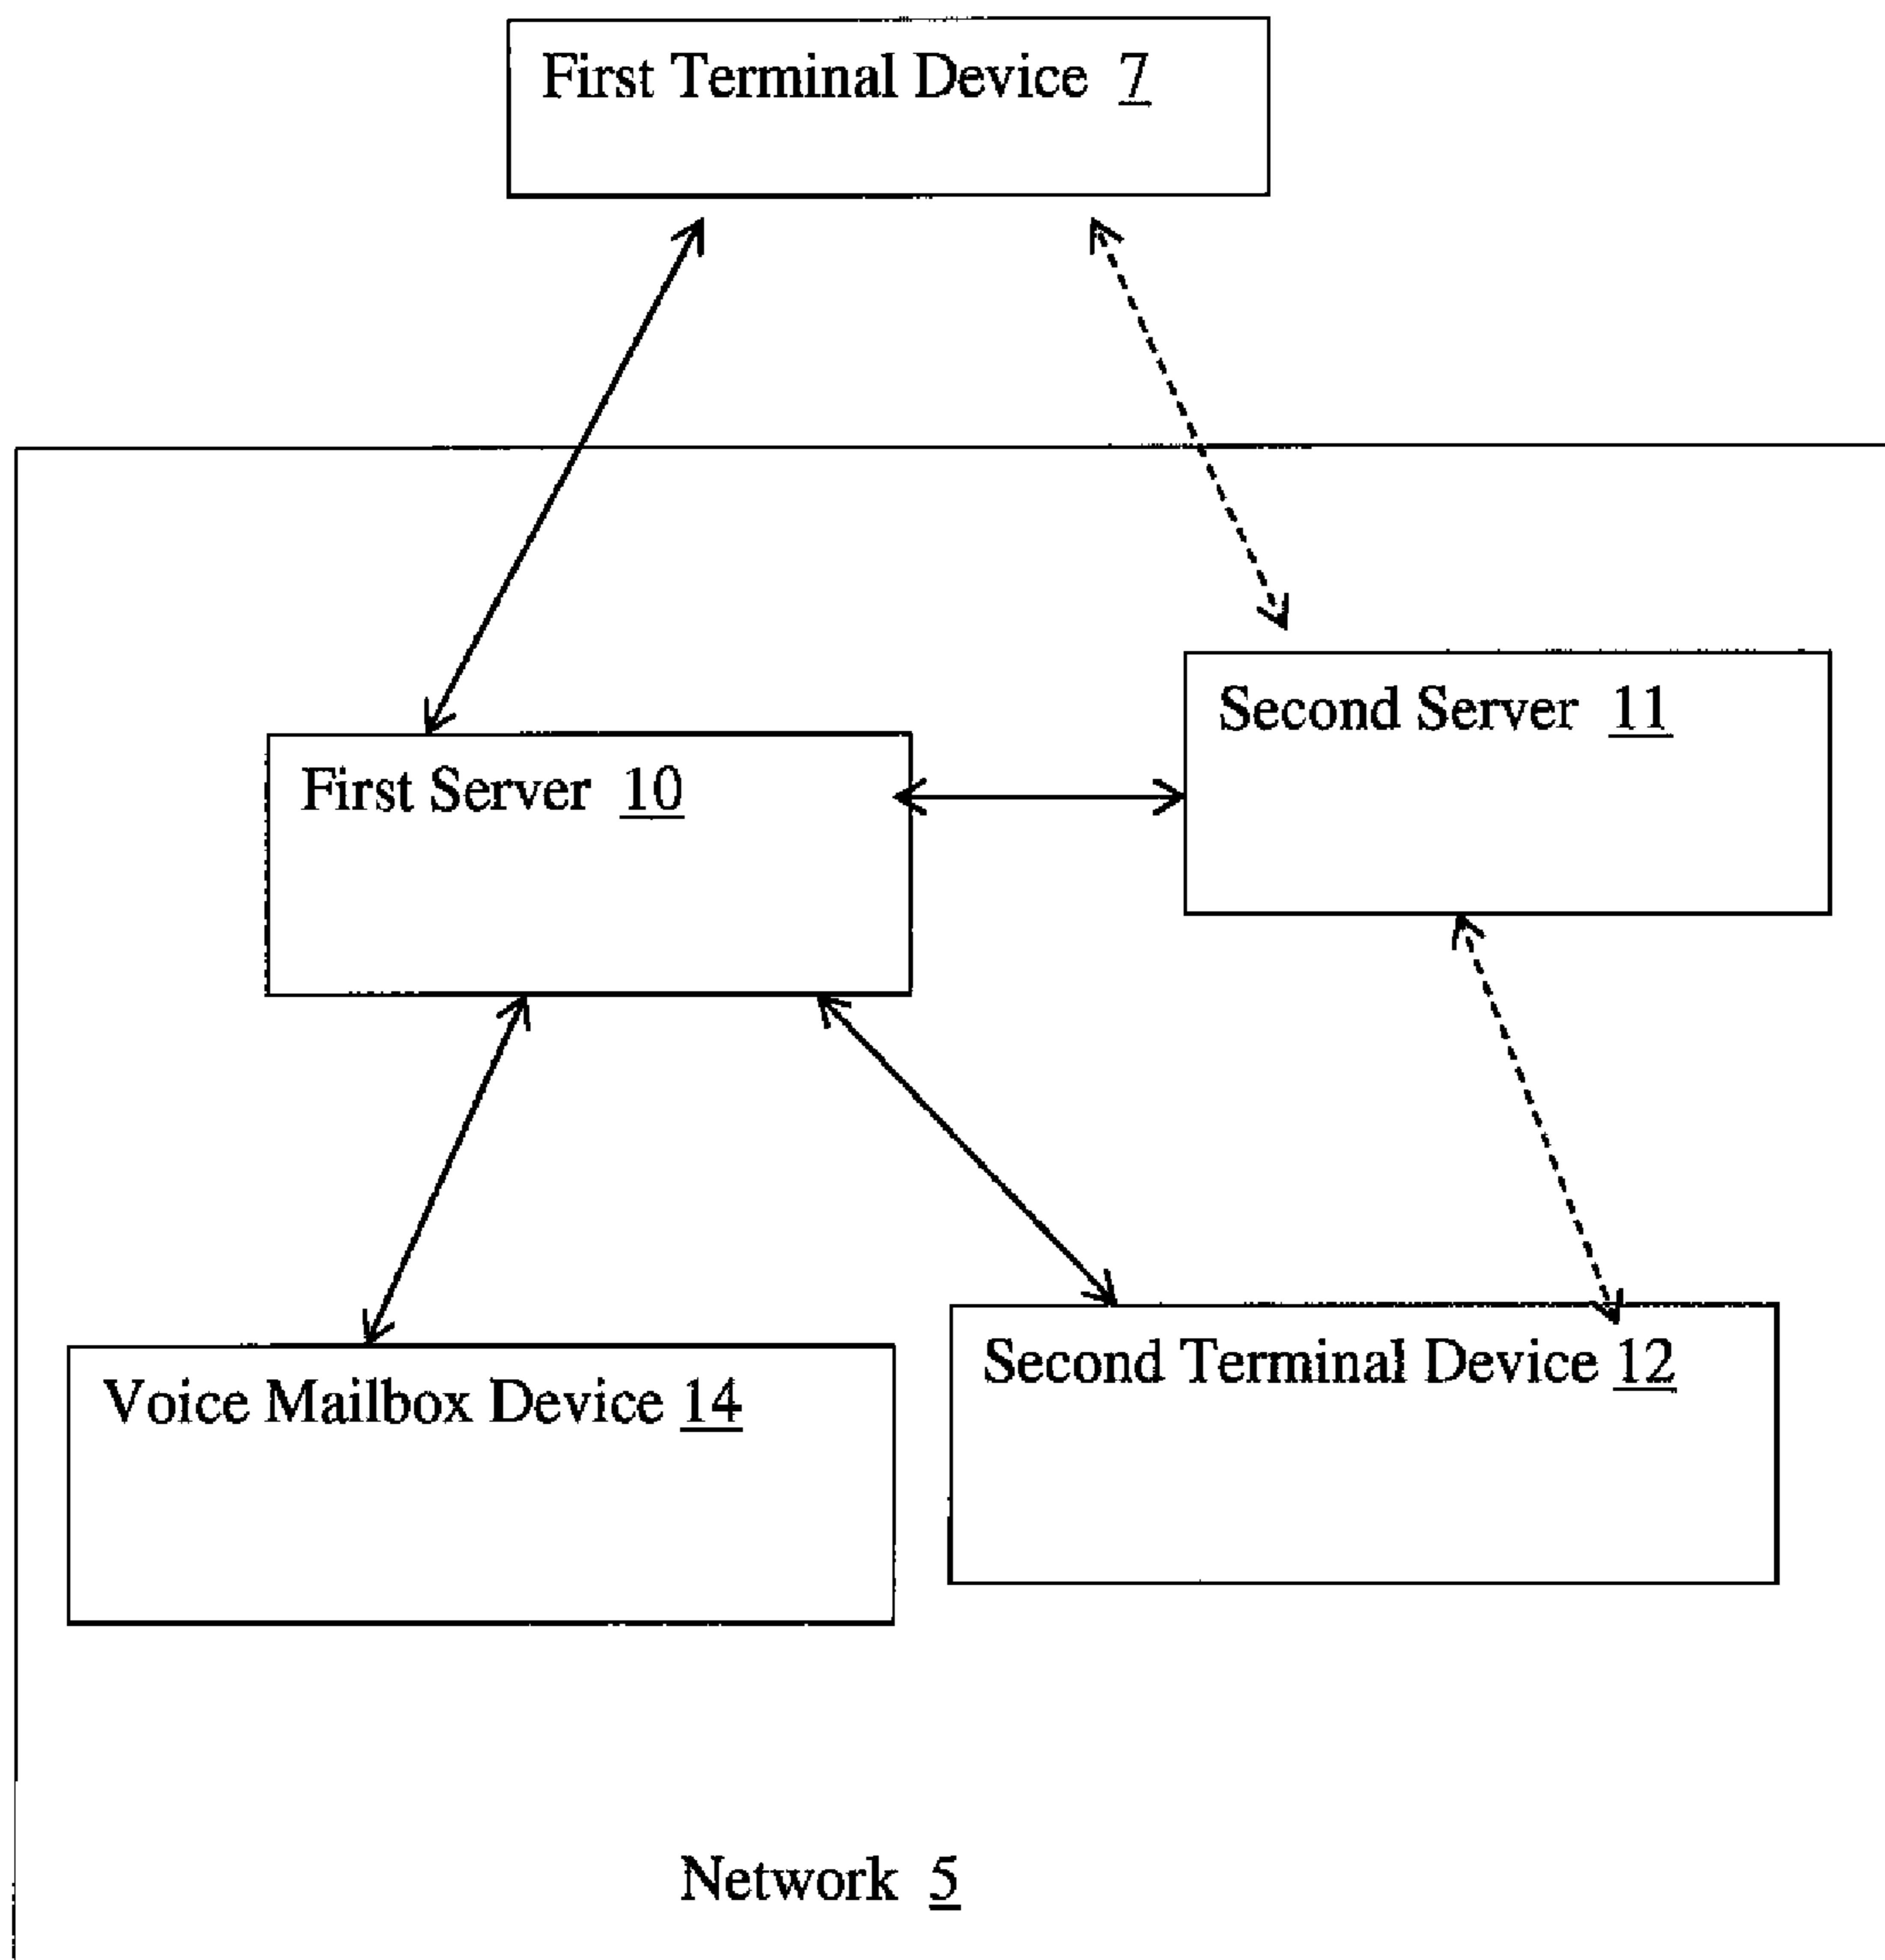 First Terminal Device 7
Second Server 11
First Server 10
Second Terminal Device 12
Voice Mailbox Device 14
Network 5